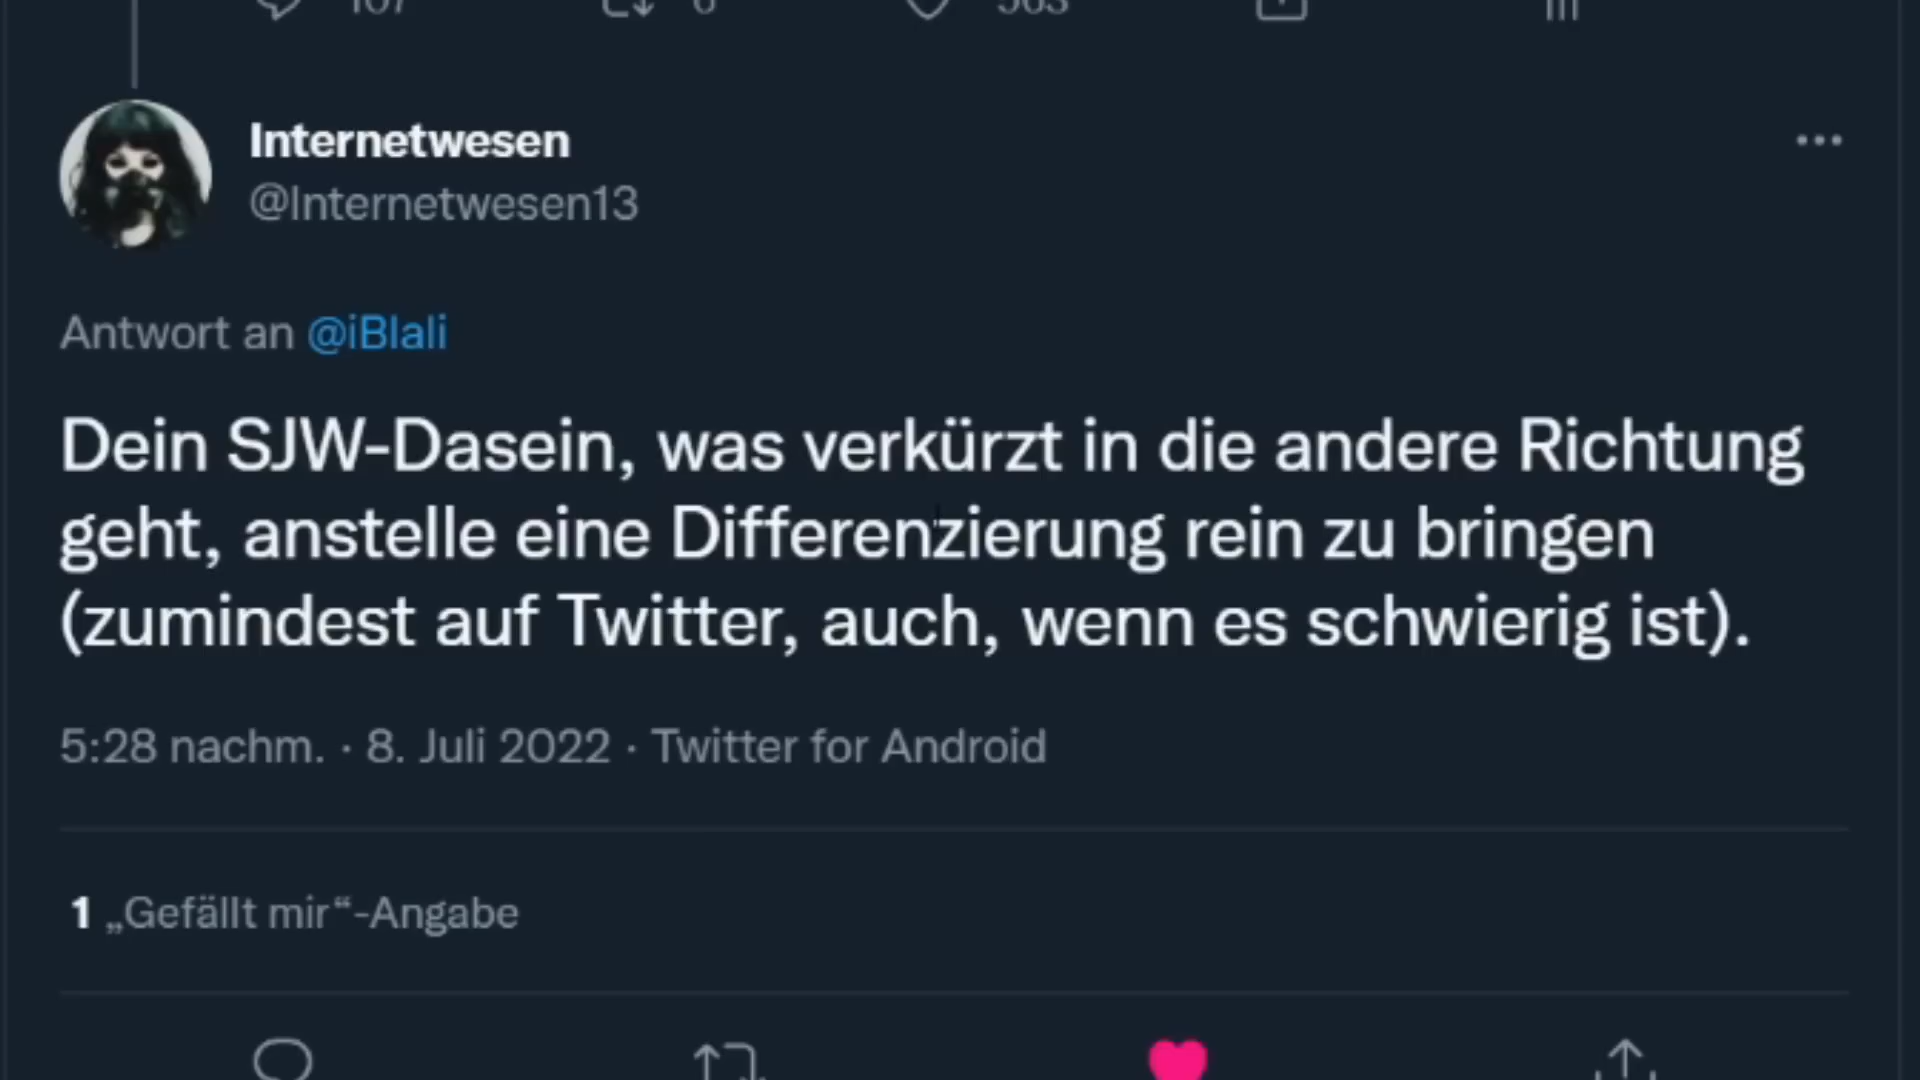 Internetwesen
@Internetwesen13
Antwort an @iBlali
Dein SJW-Dasein, was verkürzt in die andere Richtung
geht, anstelle eine Differenzierung rein zu bringen
(zumindest auf Twitter, auch, wenn es schwierig ist).
5:28 nachm. · 8. Juli 2022 · Twitter for Android
1 „Gefällt mir“-Angabe